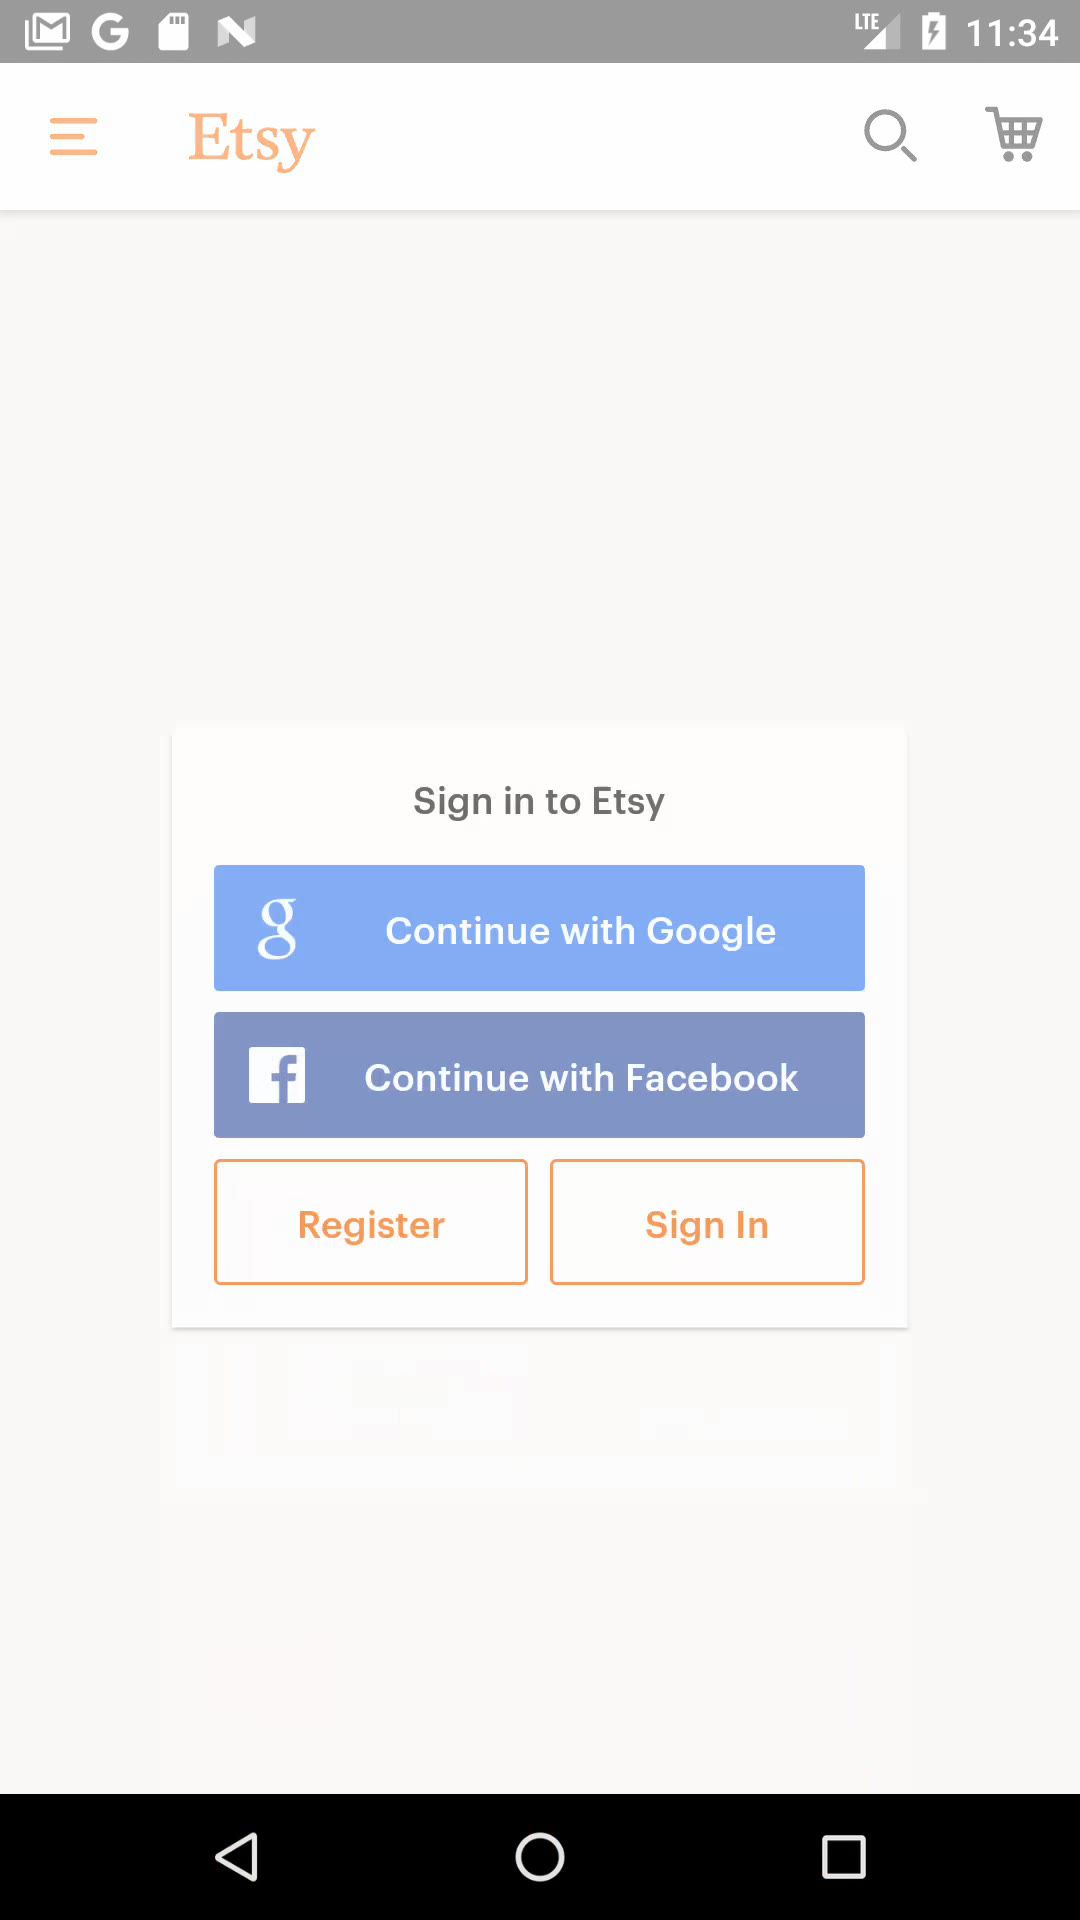 LTE 11:34
Etsy
Sign in to Etsy
Continue with Google
Continue with Facebook
Register Sign In